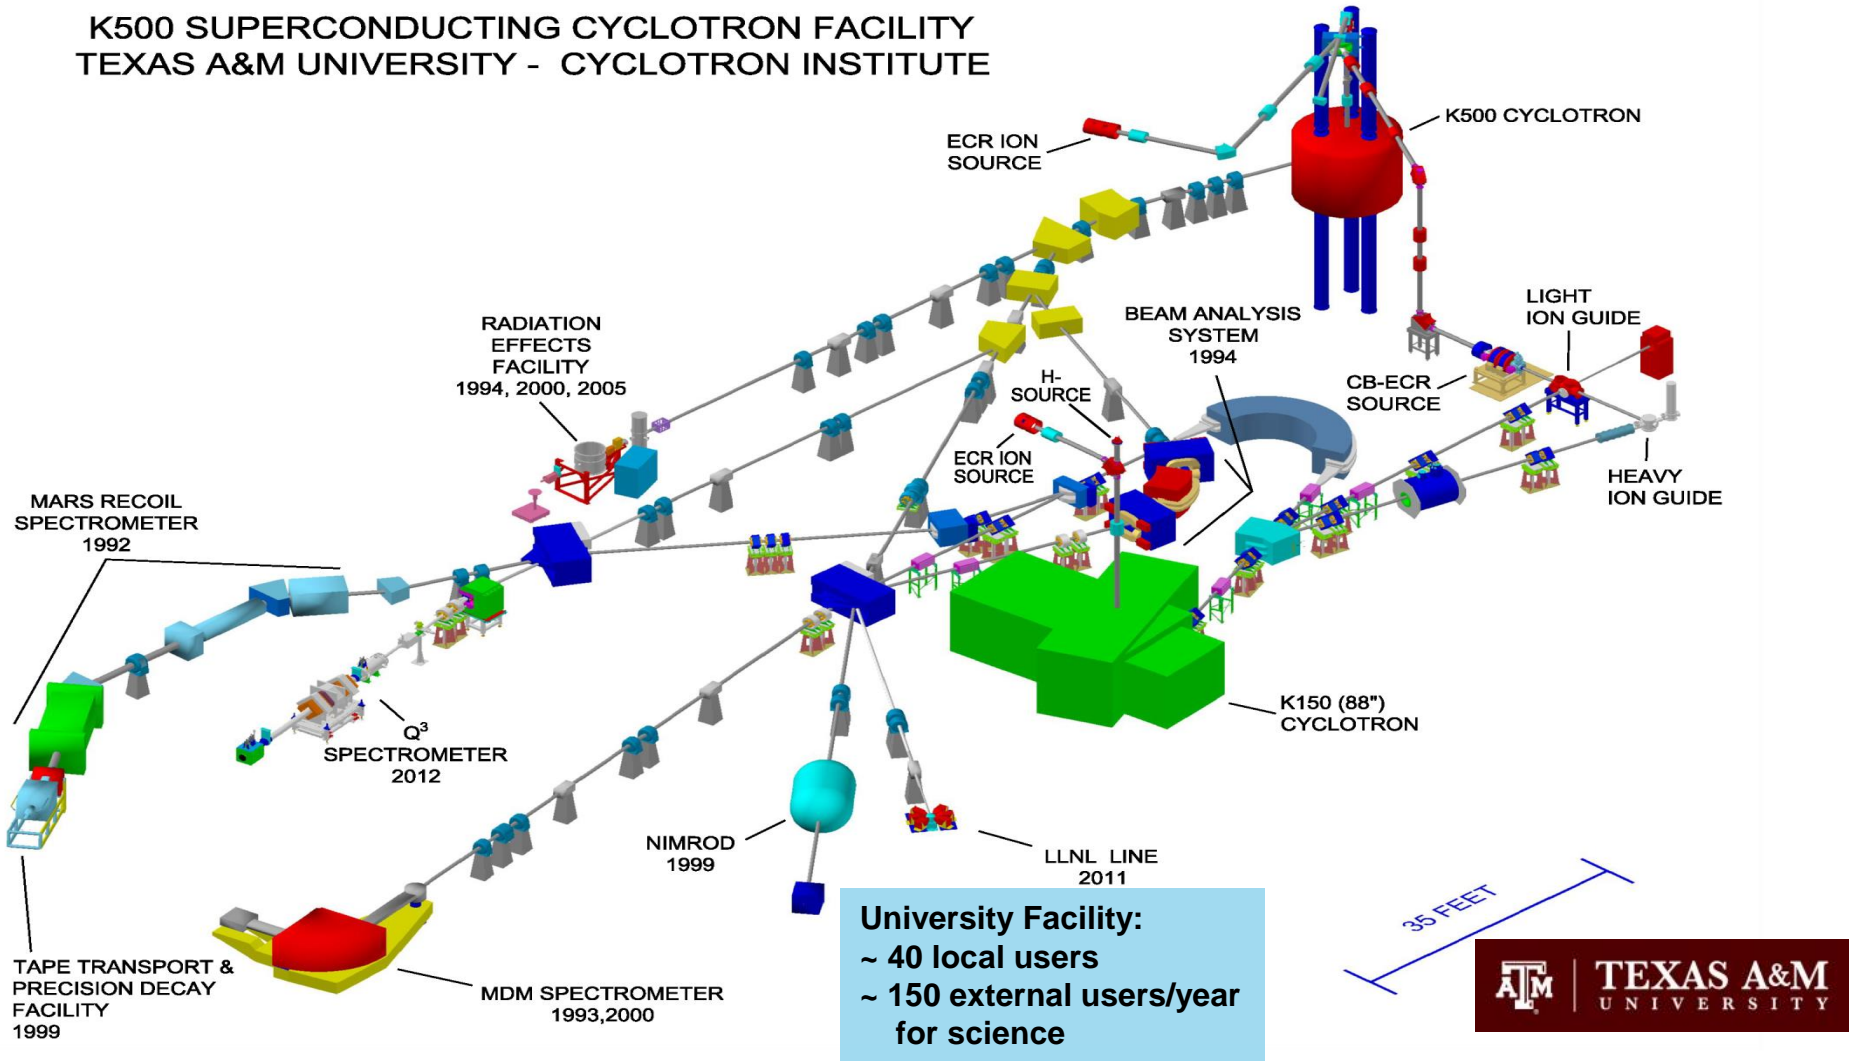 K500 SUPERCONDUCTING CYCLOTRON FACILITY
TEXAS A&M UNIVERSITY - CYCLOTRON INSTITUTE
ECR ION
SOURCE
K500 CYCLOTRON
RADIATION
EFFECTS
FACILITY
1994, 2000, 2005
BEAM ANALYSIS
SYSTEM
1994
LIGHT
ION GUIDE
H-
SOURCE
CB-ECR
SOURCE
ECR ION
SOURCE
HEAVY
ION GUIDE
MARS RECOIL
SPECTROMETER
1992
K150 (88")
CYCLOTRON
Q³
SPECTROMETER
2012
NIMROD
1999
LLNL LINE
2011
35 FEET
TAPE TRANSPORT &
PRECISION DECAY
FACILITY
1999
MDM SPECTROMETER
1993,2000
University Facility:
~ 40 local users
~ 150 external users/year
for science
ATM
TEXAS A&M
UNIVERSITY